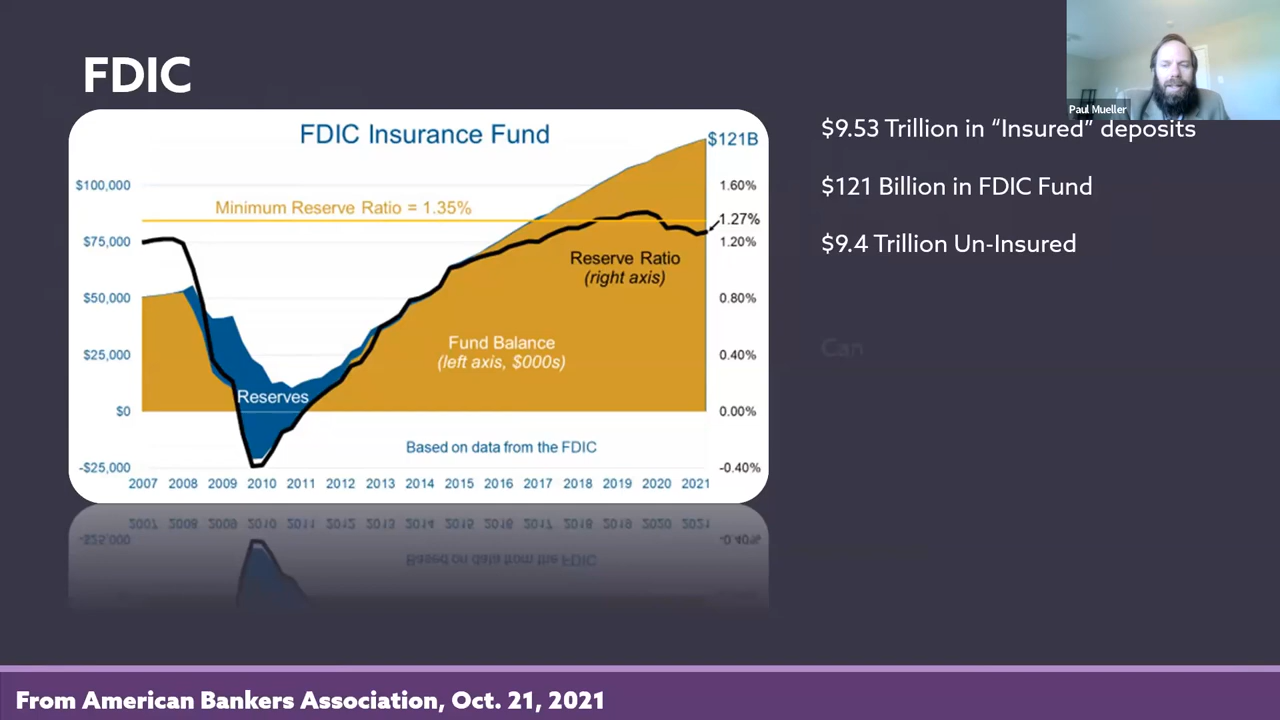 FDIC
Paul Mueller
FDIC Insurance Fund
$121B
$100,000
1.60%
Minimum Reserve Ratio = 1.35%
1.27%
$75,000
1.20%
Reserve Ratio
(right axis)
$50,000
0.80%
Fund Balance
(left axis, $000s)
$25,000
0.40%
Reserves
$0
0.00%
Based on data from the FDIC
-$25,000
-0.40%
2007 2008 2009 2010 2011 2012 2013 2014 2015 2016 2017 2018 2019 2020 2021
$9.53 Trillion in “Insured” deposits
$121 Billion in FDIC Fund
$9.4 Trillion Un-Insured
Can
From American Bankers Association, Oct. 21, 2021